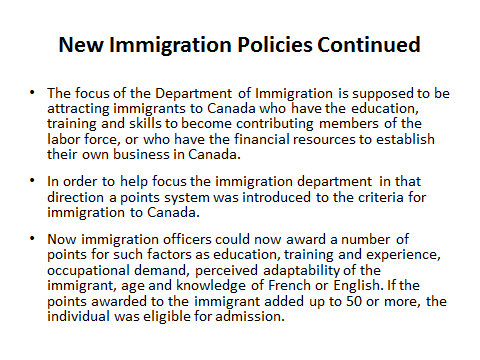 New Immigration Policies Continued
• The focus of the Department of Immigration is supposed to be
attracting immigrants to Canada who have the education,
training and skills to become contributing members of the
labor force, or who have the financial resources to establish
their own business in Canada.
• In order to help focus the immigration department in that
direction a points system was introduced to the criteria for
immigration to Canada.
• Now immigration officers could now award a number of
points for such factors as education, training and experience,
occupational demand, perceived adaptability of the
immigrant, age and knowledge of French or English. If the
points awarded to the immigrant added up to 50 or more, the
individual was eligible for admission.